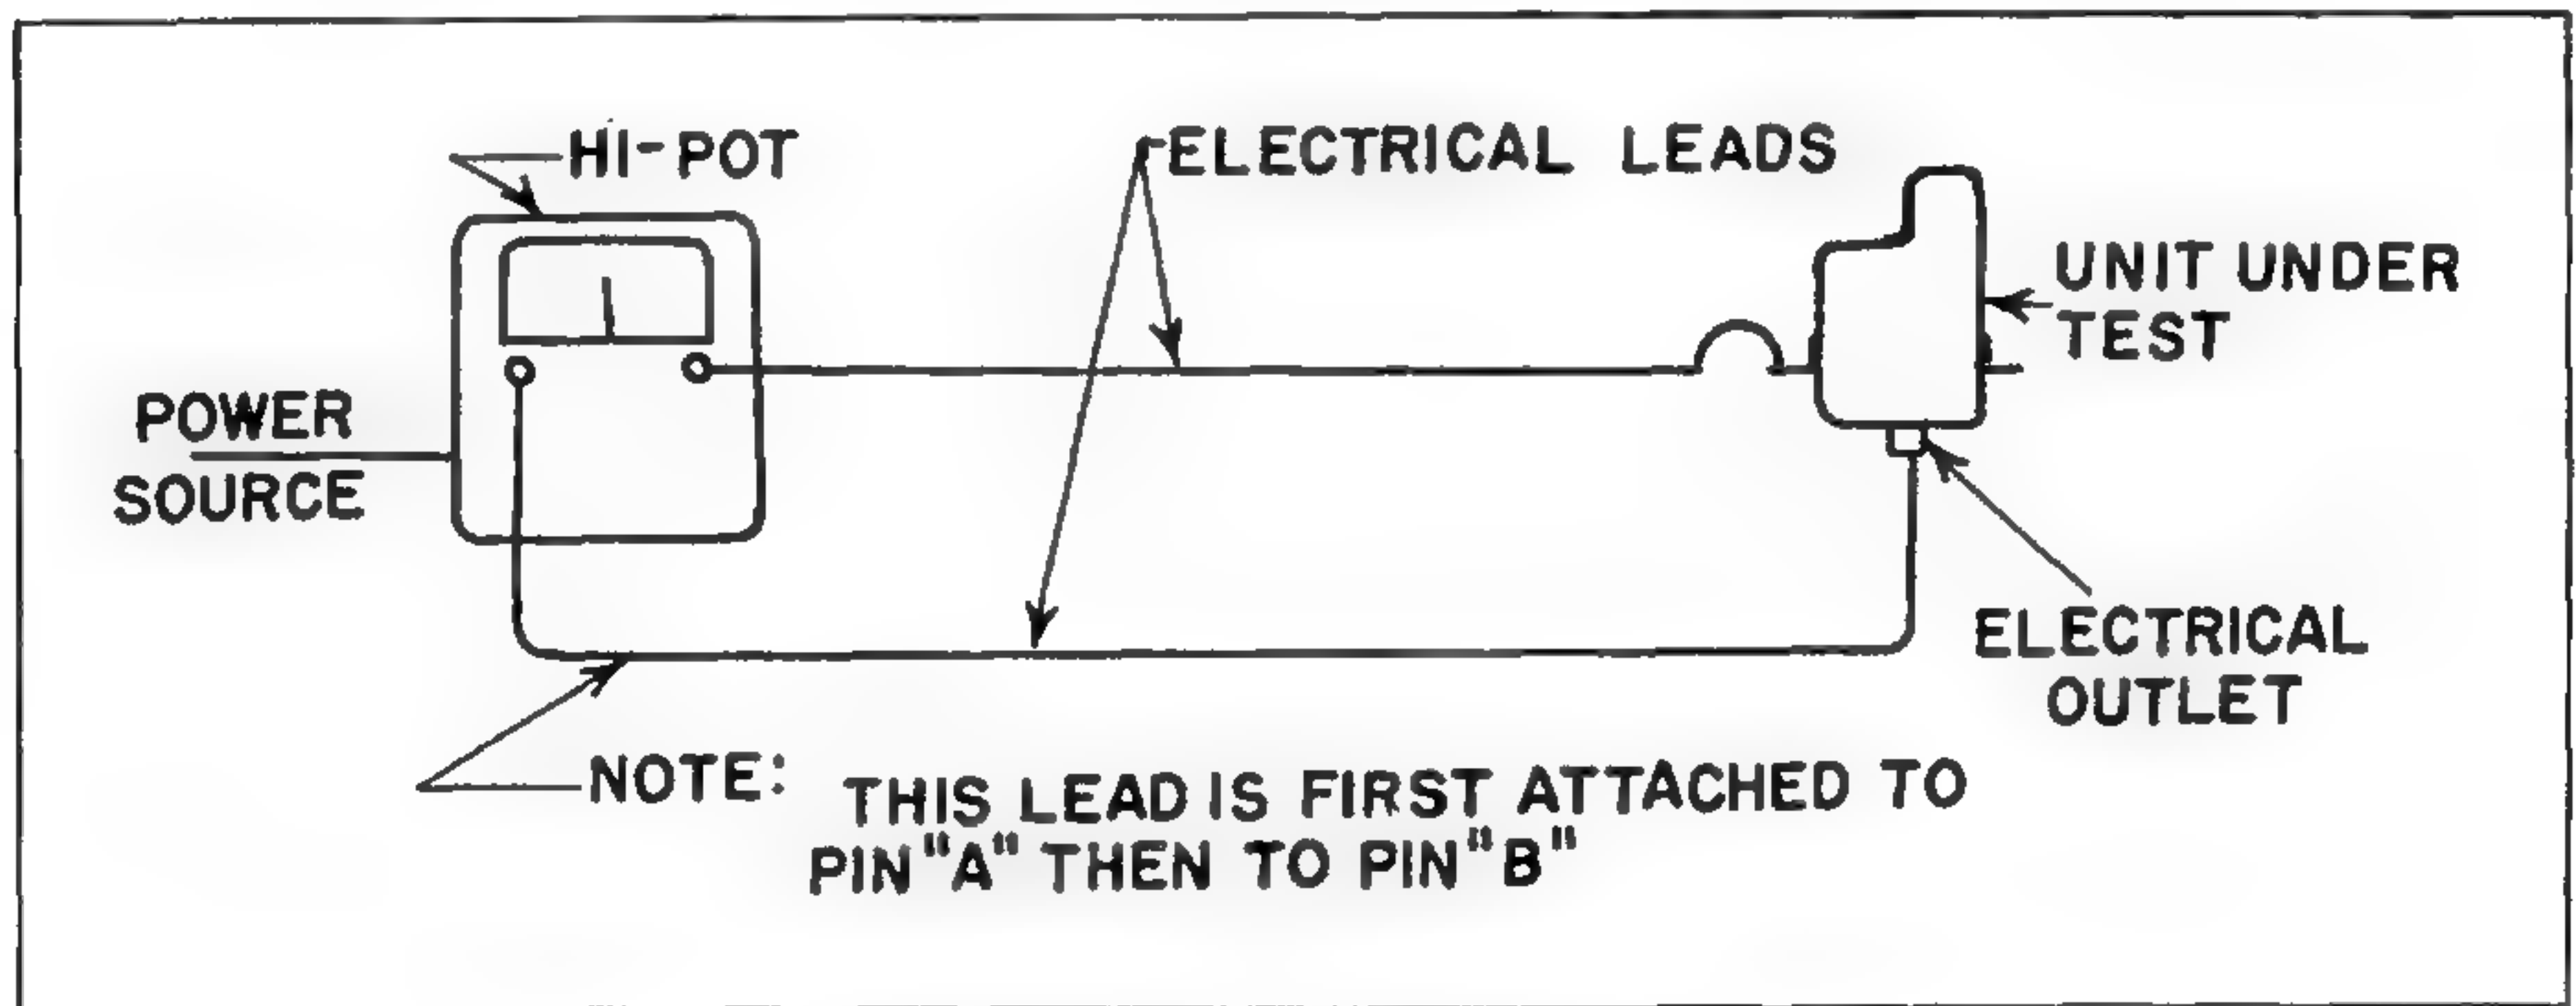 HI-POT
ELECTRICAL LEADS
UNIT UNDER
TEST
POWER
SOURCE
ELECTRICAL
OUTLET
NOTE: THIS LEAD IS FIRST ATTACHED TO
PIN "A" THEN TO PIN "B"